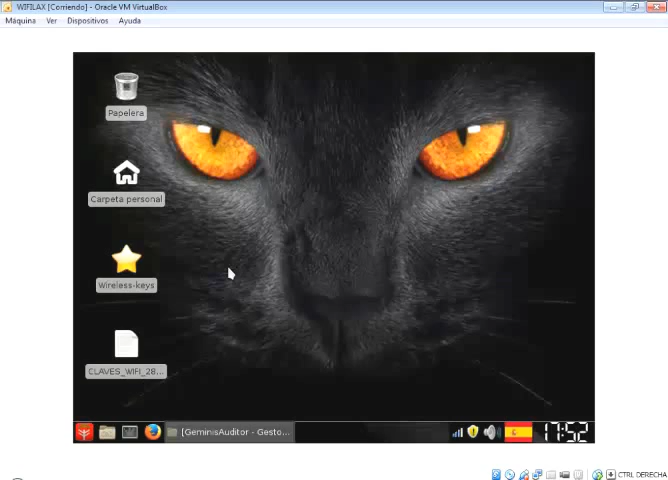 WIFILAX [Corriendo] - Oracle VM VirtualBox
Máquina Ver Dispositivos Ayuda
Papelera
Carpeta personal
Wireless-keys
CLAVES_WIFI_28...
[GeminisAuditor - Gesto...
17:52
CTRL DERECHA